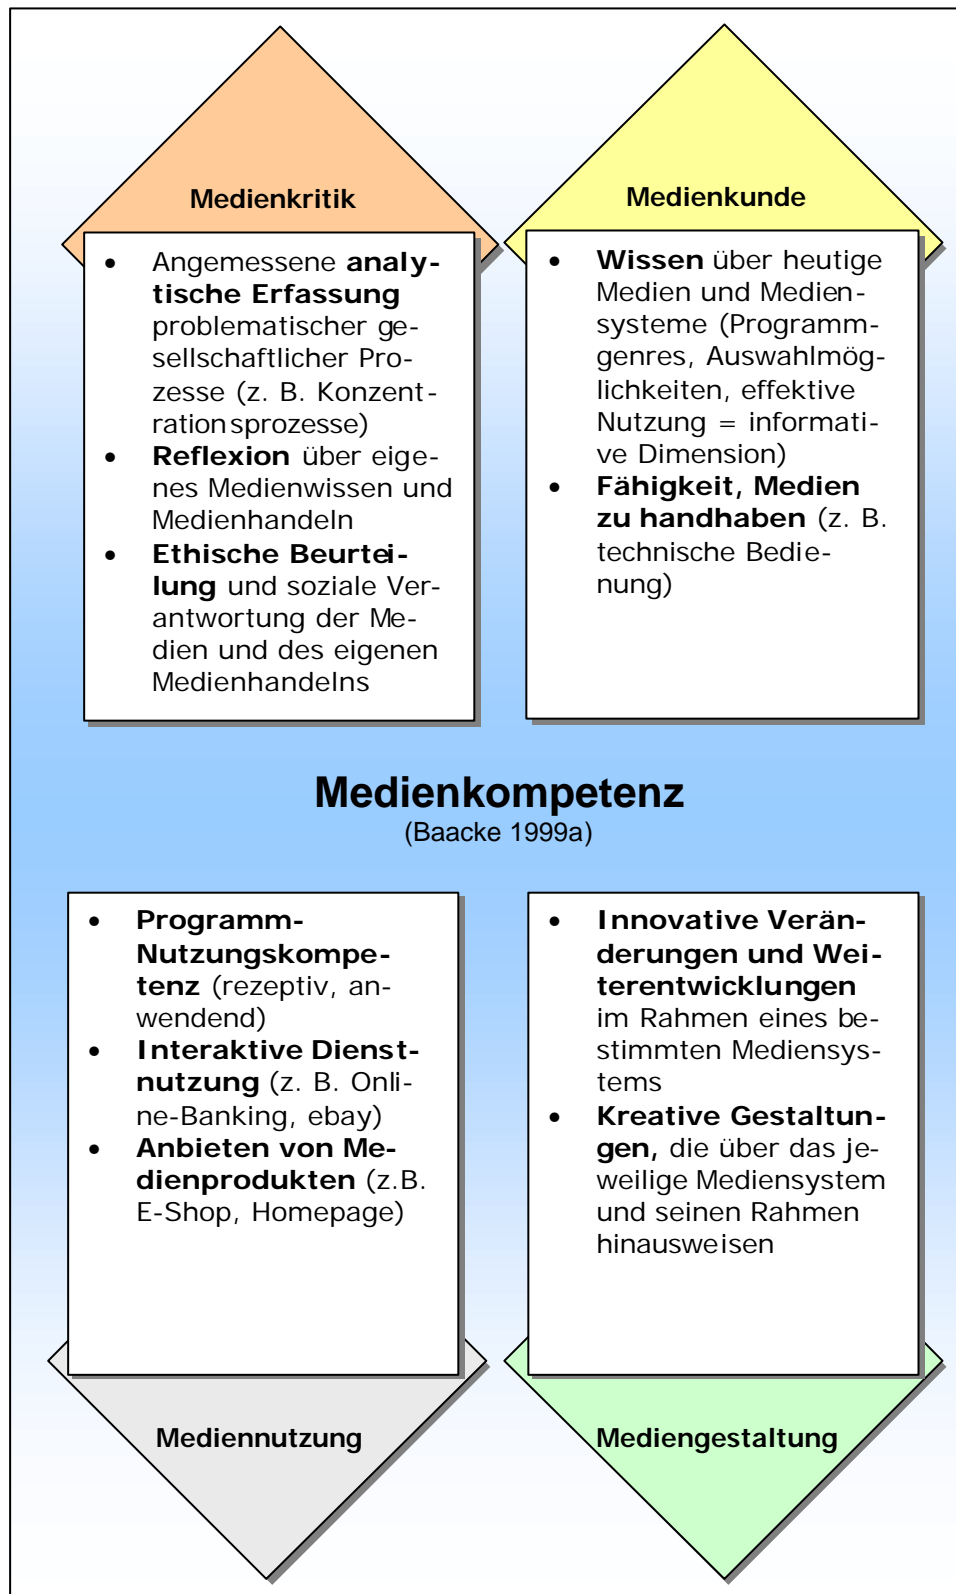 Medienkritik
• Angemessene analy-
tische Erfassung
problematischer ge-
sellschaftlicher Pro-
zesse (z. B. Konzent-
rationsprozesse)
• Reflexion über eige-
nes Medienwissen und
Medienhandeln
• Ethische Beurtei-
lung und soziale Ver-
antwortung der Me-
dien und des eigenen
Medienhandelns
Medienkunde
• Wissen über heutige
Medien und Medien-
systeme (Programm-
genres, Auswahlmög-
lichkeiten, effektive
Nutzung = informati-
ve Dimension)
• Fähigkeit, Medien
zu handhaben (z. B.
technische Bedie-
nung)
Medienkompetenz
(Baacke 1999a)
• Programm-
Nutzungskompe-
tenz (rezeptiv, an-
wendend)
• Interaktive Dienst-
nutzung (z. B. Onli-
ne-Banking, ebay)
• Anbieten von Me-
dienprodukten (z.B.
E-Shop, Homepage)
Mediennutzung
• Innovative Verän-
derungen und Wei-
terentwicklungen
im Rahmen eines be-
stimmten Mediensys-
tems
• Kreative Gestaltun-
gen, die über das je-
weilige Mediensystem
und seinen Rahmen
hinausweisen
Mediengestaltung